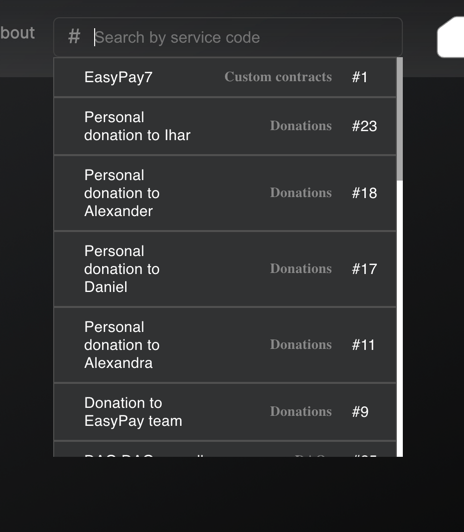 bout
# Search by service code
EasyPay7 Custom contracts #1
Personal
donation to Ihar Donations #23
Personal
donation to Donations #18
Alexander
Personal
donation to Donations #17
Daniel
Personal
donation to Donations #11
Alexandra
Donation to
EasyPay team Donations #9